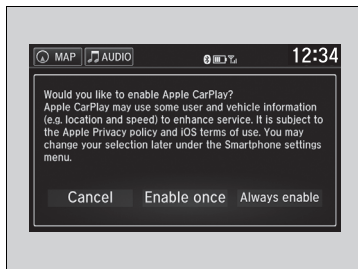 MAP AUDIO 12:34
Would you like to enable Apple CarPlay?
Apple CarPlay may use some user and vehicle information
(e.g. location and speed) to enhance service. It is subject to
the Apple Privacy policy and iOS terms of use. You may
change your selection later under the Smartphone settings
menu.
Cancel Enable once Always enable